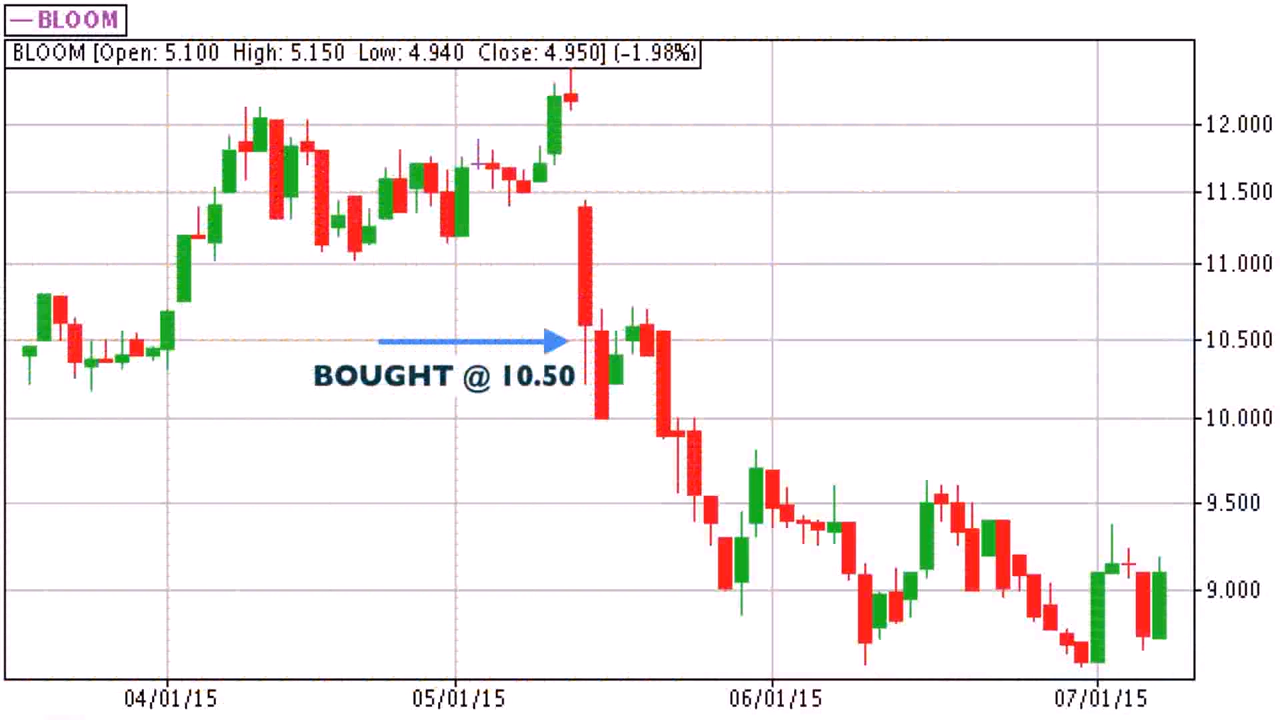 — BLOOM
BLOOM [Open: 5.100 High: 5.150 Low: 4.940 Close: 4.950] (-1.98%)
12.000
11.500
11.000
10.500
BOUGHT @ 10.50
10.000
9.500
9.000
04/01/15 05/01/15 06/01/15 07/01/15